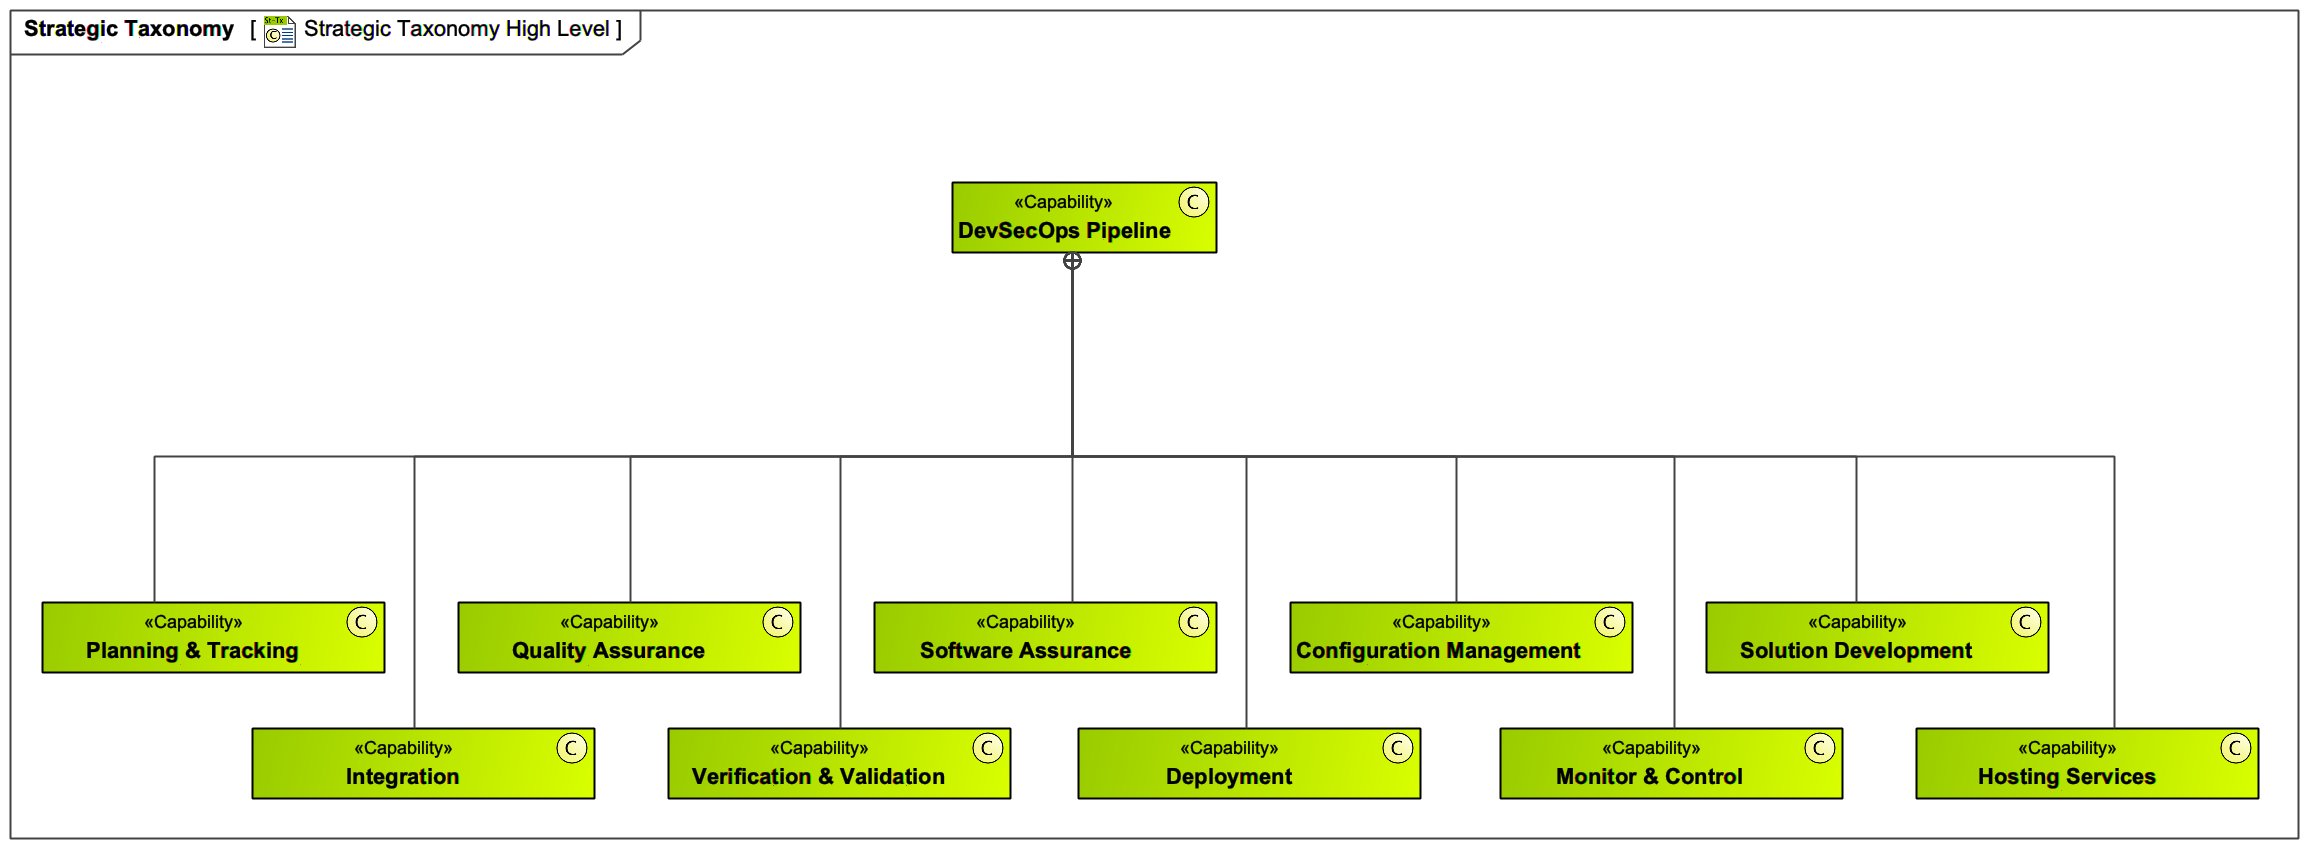 Strategic Taxonomy [ St-Tx C Strategic Taxonomy High Level ]
«Capability» C
DevSecOps Pipeline
«Capability» C
Planning & Tracking
«Capability» C
Quality Assurance
«Capability» C
Software Assurance
«Capability» C
Configuration Management
«Capability» C
Solution Development
«Capability» C
Integration
«Capability» C
Verification & Validation
«Capability» C
Deployment
«Capability» C
Monitor & Control
«Capability» C
Hosting Services